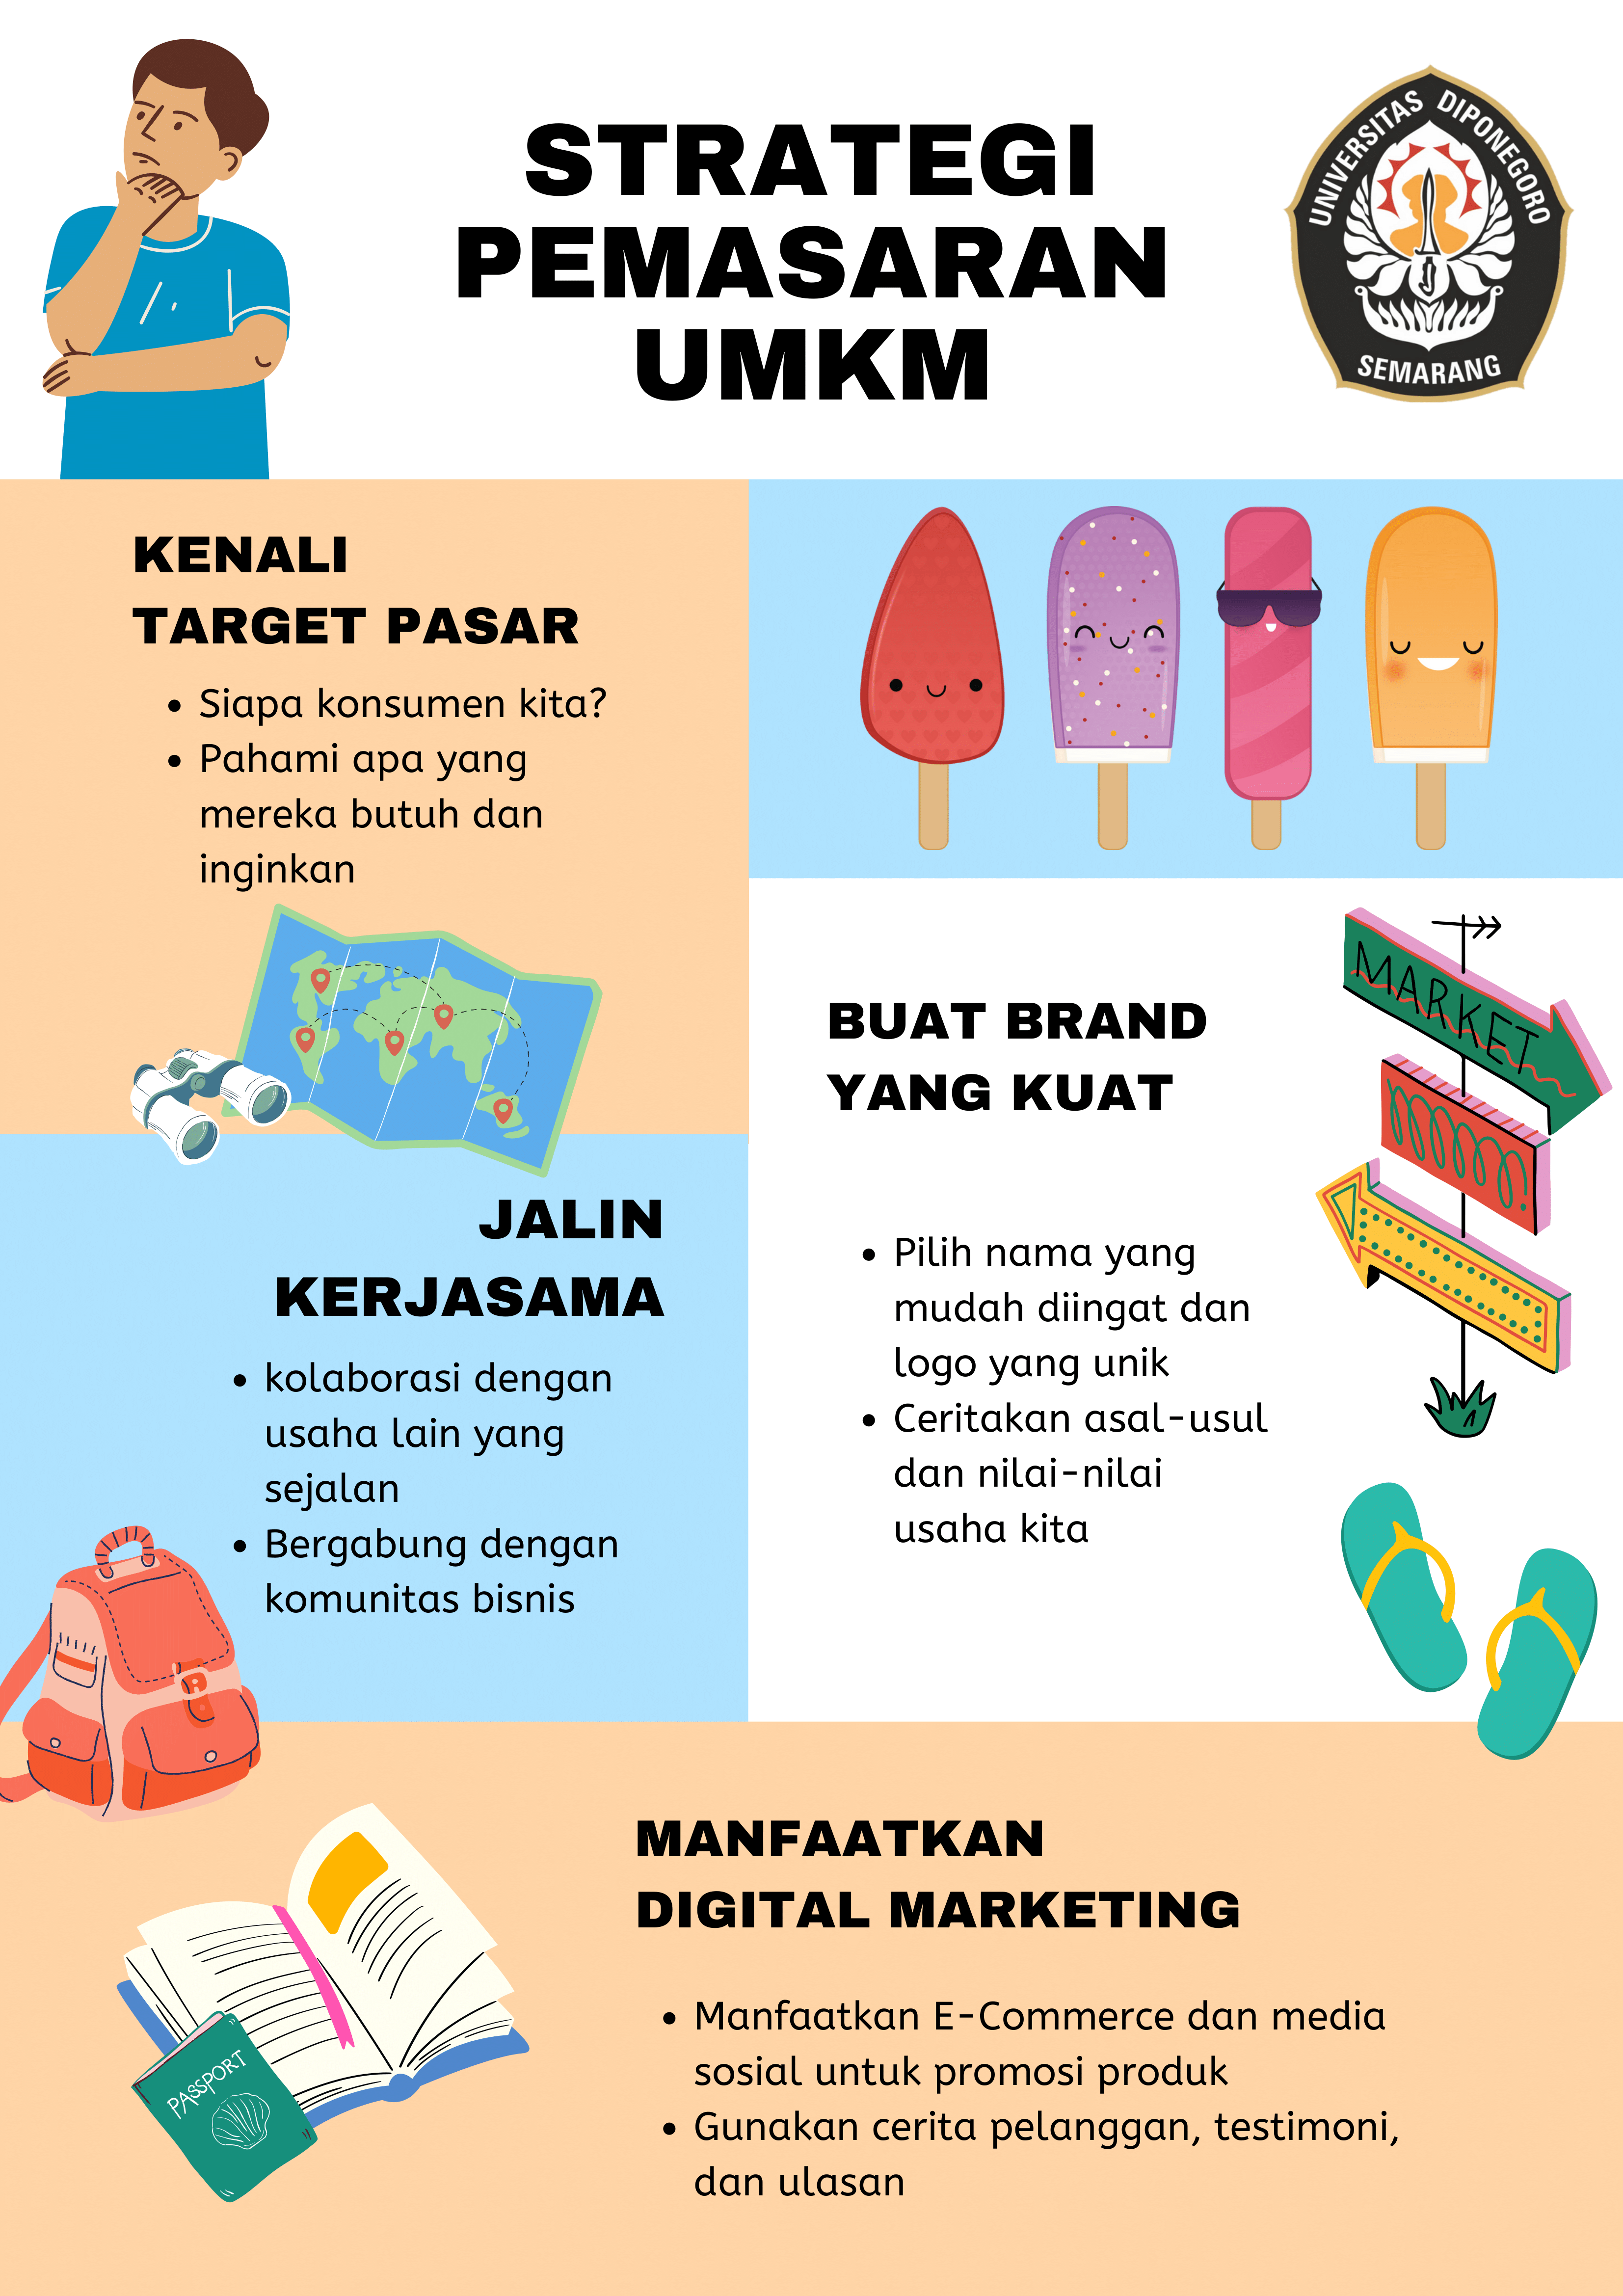 STRATEGI
PEMASARAN
UMKM
UNIVERSITAS DIPONEGORO
SEMARANG
KENALI
TARGET PASAR
Siapa konsumen kita?
Pahami apa yang
mereka butuh dan
inginkan
MARKET
BUAT BRAND
YANG KUAT
Pilih nama yang
mudah diingat dan
logo yang unik
Ceritakan asal-usul
dan nilai-nilai
usaha kita
JALIN
KERJASAMA
kolaborasi dengan
usaha lain yang
sejalan
Bergabung dengan
komunitas bisnis
MANFAATKAN
DIGITAL MARKETING
Manfaatkan E-Commerce dan media
sosial untuk promosi produk
Gunakan cerita pelanggan, testimoni,
dan ulasan
PASSPORT